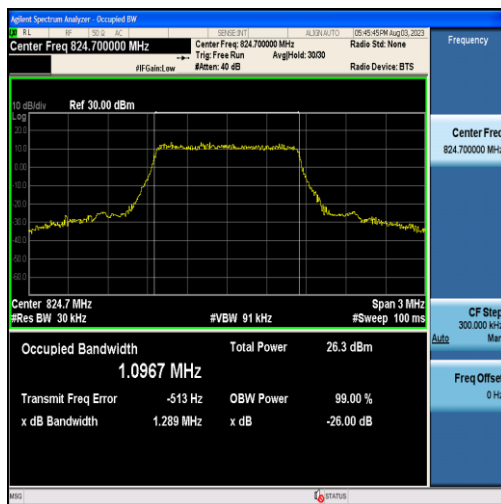 Agilent Spectrum Analyzer - Occupied BW
RL RF 50 Ω AC SENSE:INT ALIGN AUTO 05:45:45 PM Aug 03, 2023
Center Freq 824.700000 MHz
Center Freq: 824.700000 MHz
Radio Std: None
Trig: Free Run
Avg|Hold: 30/30
#IFGain:Low
#Atten: 40 dB
Radio Device: BTS
10 dB/div
Ref 30.00 dBm
Log
20.0
10.0
0.00
-10.0
-20.0
-30.0
-40.0
-50.0
-60.0
Center 824.7 MHz
Span 3 MHz
#Res BW 30 kHz
#VBW 91 kHz
#Sweep 100 ms
Occupied Bandwidth
Total Power
26.3 dBm
1.0967 MHz
Transmit Freq Error
-513 Hz
OBW Power
99.00 %
x dB Bandwidth
1.289 MHz
x dB
-26.00 dB
MSG
STATUS
Frequency
Center Freq
824.700000 MHz
CF Step
300.000 kHz
Auto
Man
Freq Offset
0 Hz